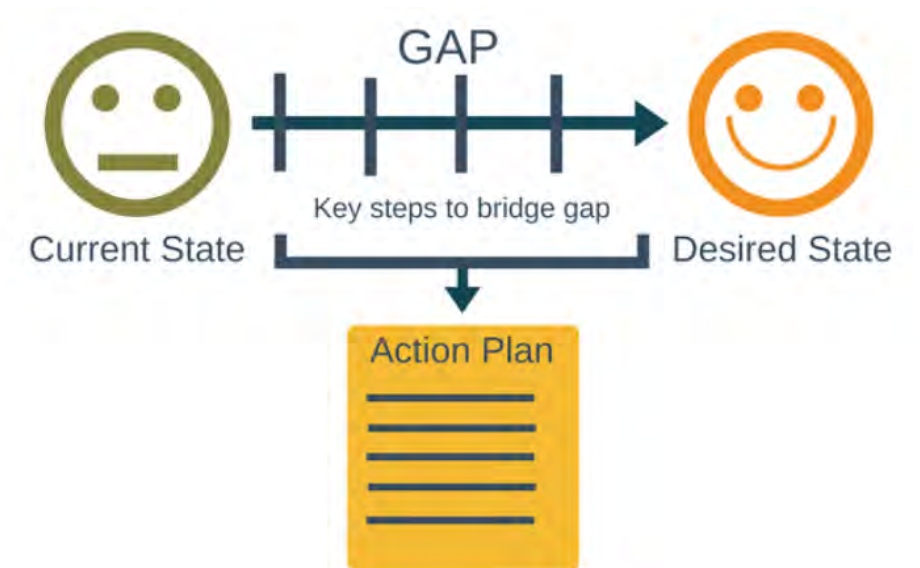 GAP
Key steps to bridge gap
Current State
Desired State
Action Plan